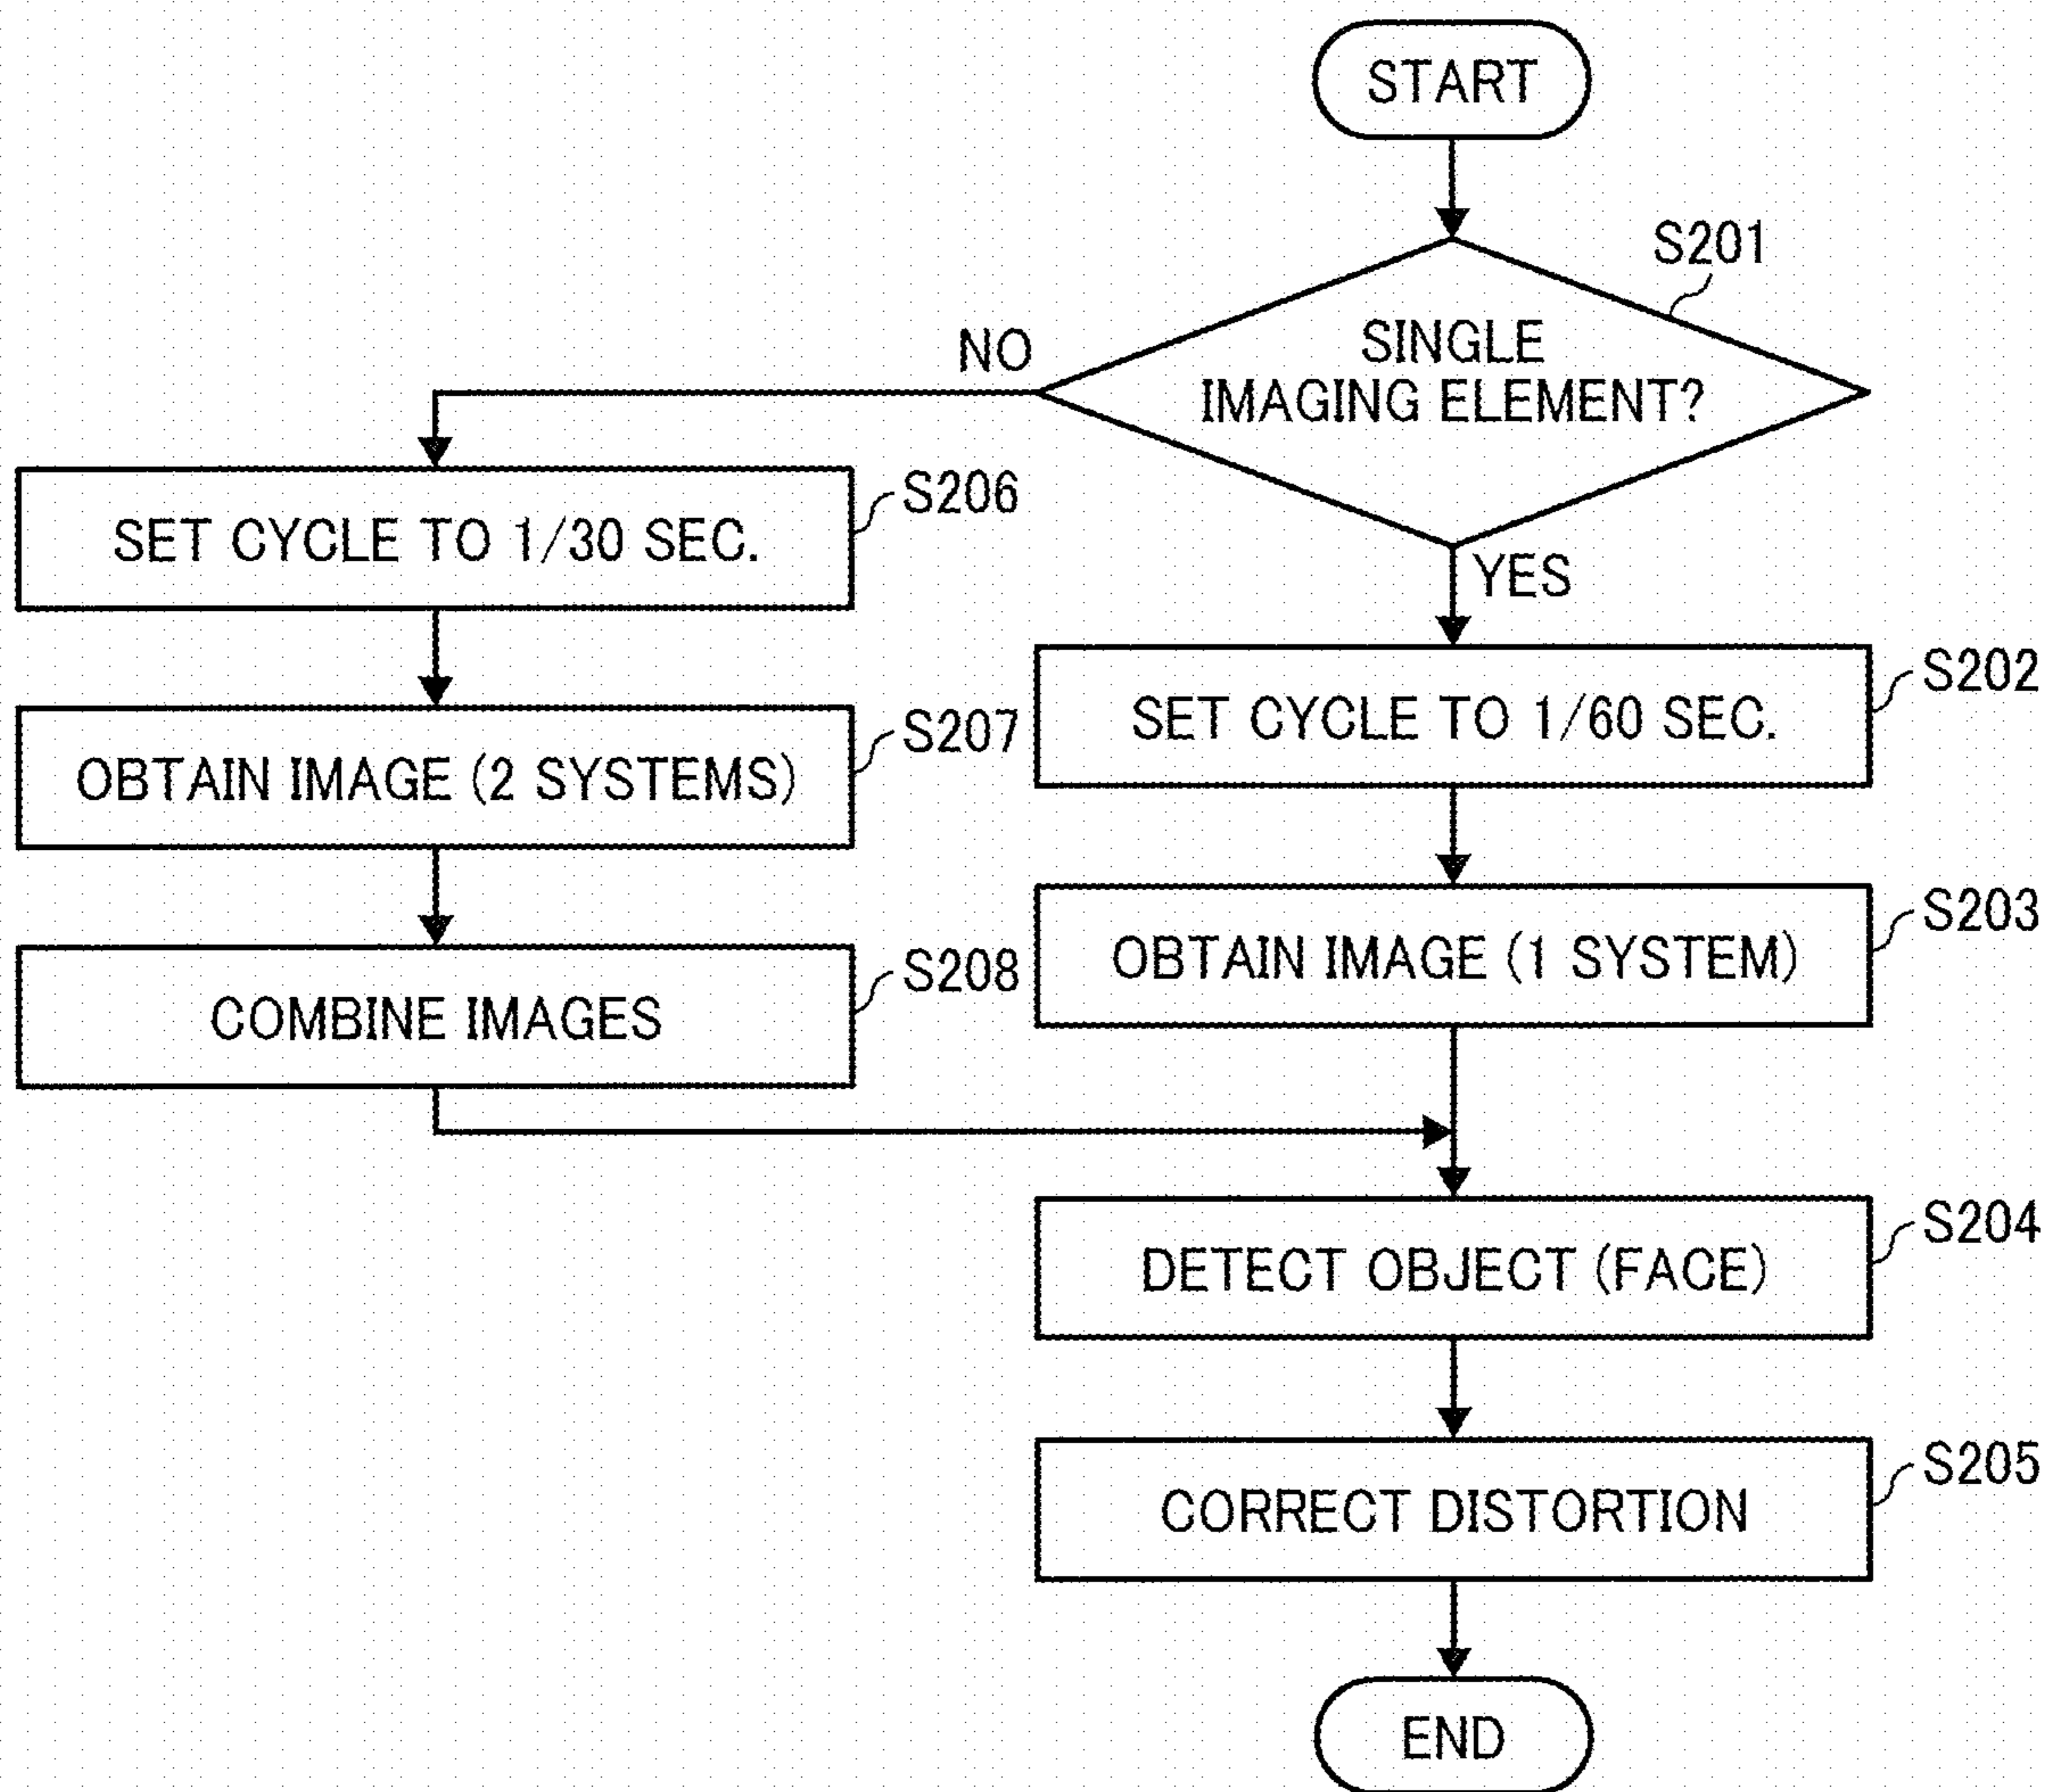 START
S201
SINGLE
IMAGING ELEMENT?
NO
YES
S206
SET CYCLE TO 1/30 SEC.
S202
SET CYCLE TO 1/60 SEC.
S207
OBTAIN IMAGE (2 SYSTEMS)
S203
OBTAIN IMAGE (1 SYSTEM)
S208
COMBINE IMAGES
S204
DETECT OBJECT (FACE)
S205
CORRECT DISTORTION
END